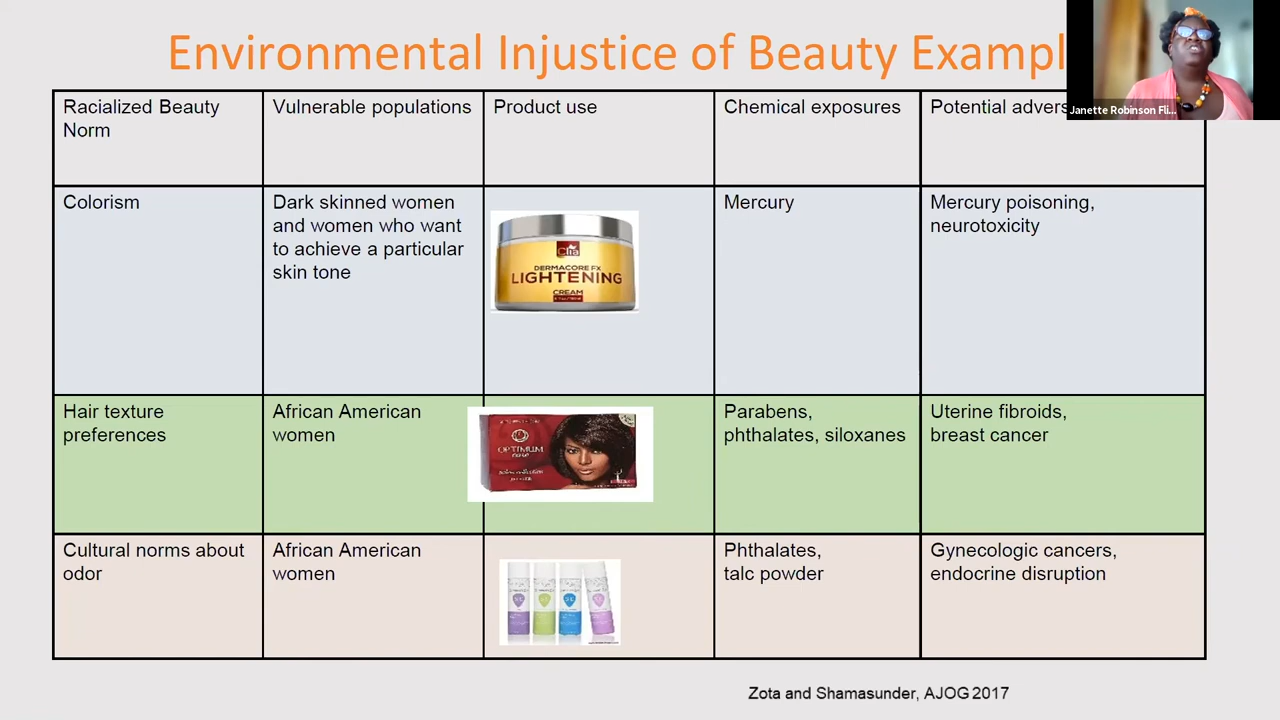 Environmental Injustice of Beauty Exampl
Janette Robinson Fli...
Racialized Beauty
Norm
Vulnerable populations
Product use
Chemical exposures
Potential advers
Colorism
Dark skinned women
and women who want
to achieve a particular
skin tone
DERMACORE FX
LIGHTENING
CREAM
Mercury
Mercury poisoning,
neurotoxicity
Hair texture
preferences
African American
women
OPTIMUM
Parabens,
phthalates, siloxanes
Uterine fibroids,
breast cancer
Cultural norms about
odor
African American
women
Phthalates,
talc powder
Gynecologic cancers,
endocrine disruption
Zota and Shamasunder, AJOG 2017